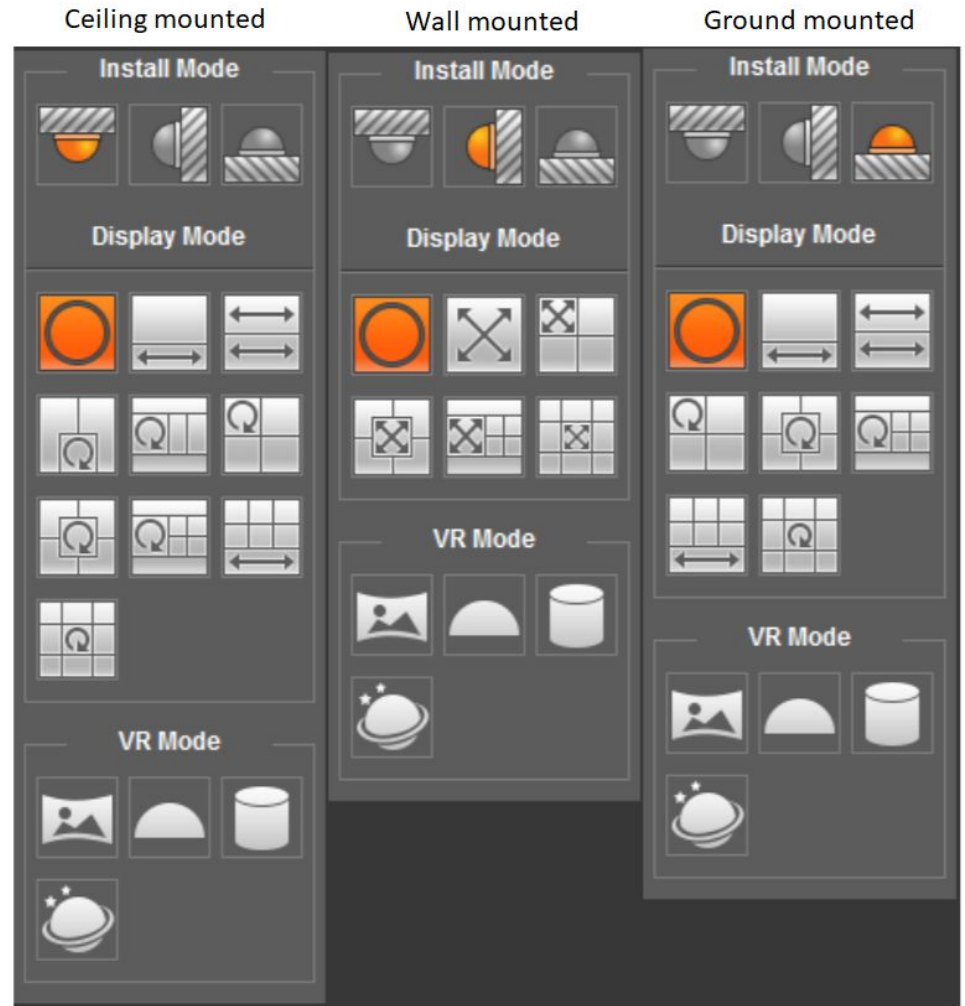 Ceiling mounted
Wall mounted
Ground mounted
Install Mode
Install Mode
Install Mode
Display Mode
Display Mode
Display Mode
VR Mode
VR Mode
VR Mode